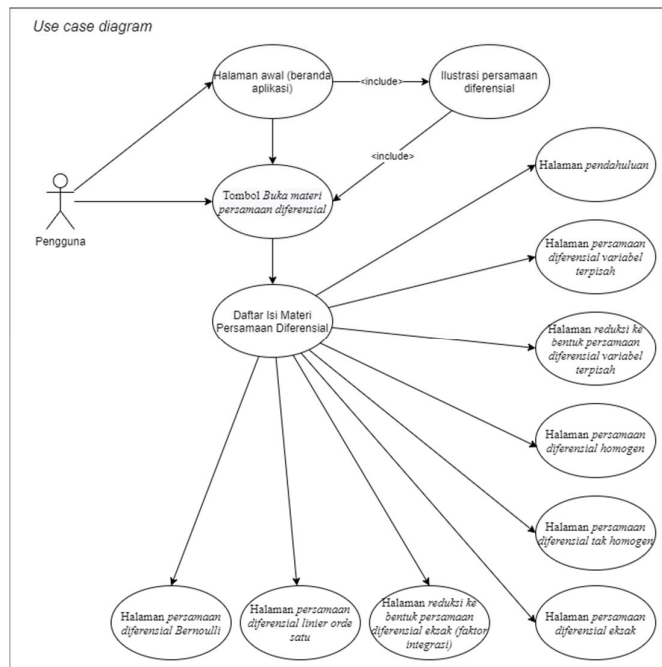 Use case diagram
Halaman awal (beranda
aplikasi)
<include>
Ilustrasi persamaan
diferensial
<include>
Pengguna
Tombol Buka materi
persamaan diferensial
Halaman pendahuluan
Halaman persamaan
diferensial variabel
terpisah
Daftar Isi Materi
Persamaan Diferensial
Halaman reduksi ke
bentuk persamaan
diferensial variabel
terpisah
Halaman persamaan
diferensial homogen
Halaman persamaan
diferensial tak homogen
Halaman persamaan
diferensial Bernoulli
Halaman persamaan
diferensial linier orde
satu
Halaman reduksi ke
bentuk persamaan
diferensial eksak (faktor
integrasi)
Halaman persamaan
diferensial eksak